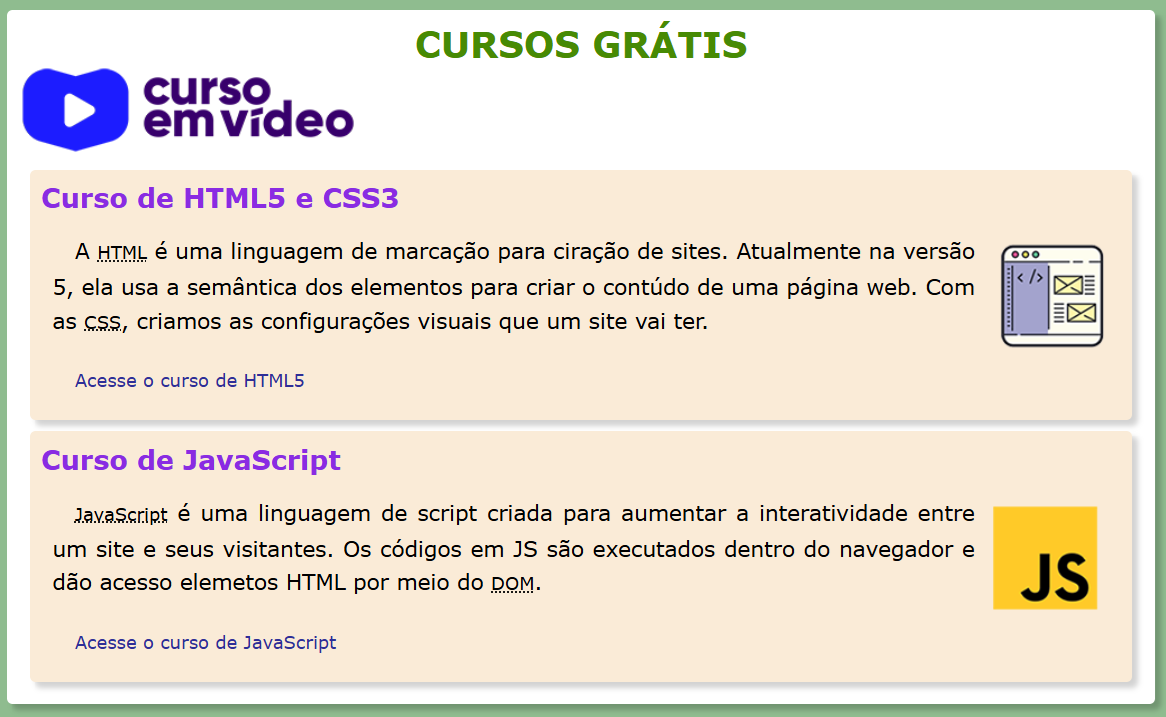 CURSOS GRÁTIS
curso
em vídeo
Curso de HTML5 e CSS3
A HTML é uma linguagem de marcação para ciração de sites. Atualmente na versão
5, ela usa a semântica dos elementos para criar o contúdo de uma página web. Com
as CSS, criamos as configurações visuais que um site vai ter.
</>
Acesse o curso de HTML5
Curso de JavaScript
JavaScript é uma linguagem de script criada para aumentar a interatividade entre
um site e seus visitantes. Os códigos em JS são executados dentro do navegador e
dão acesso elemetos HTML por meio do DOM.
JS
Acesse o curso de JavaScript